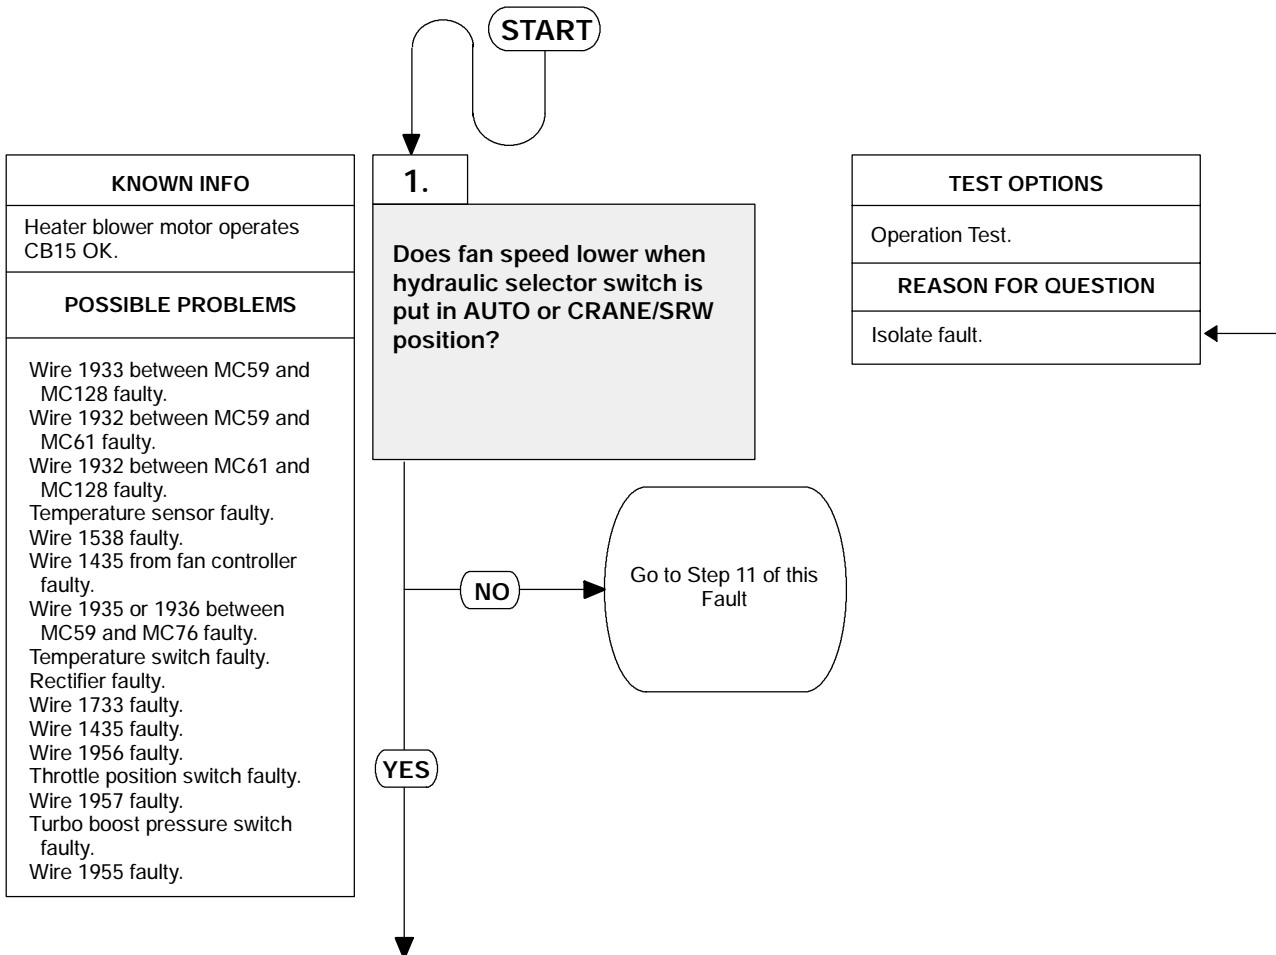 START
KNOWN INFO
Heater blower motor operates
CB15 OK.
POSSIBLE PROBLEMS
Wire 1933 between MC59 and
MC128 faulty.
Wire 1932 between MC59 and
MC61 faulty.
Wire 1932 between MC61 and
MC128 faulty.
Temperature sensor faulty.
Wire 1538 faulty.
Wire 1435 from fan controller
faulty.
Wire 1935 or 1936 between
MC59 and MC76 faulty.
Temperature switch faulty.
Rectifier faulty.
Wire 1733 faulty.
Wire 1435 faulty.
Wire 1956 faulty.
Throttle position switch faulty.
Wire 1957 faulty.
Turbo boost pressure switch
faulty.
Wire 1955 faulty.
1.
Does fan speed lower when
hydraulic selector switch is
put in AUTO or CRANE/SRW
position?
TEST OPTIONS
Operation Test.
REASON FOR QUESTION
Isolate fault.
NO
Go to Step 11 of this
Fault
YES